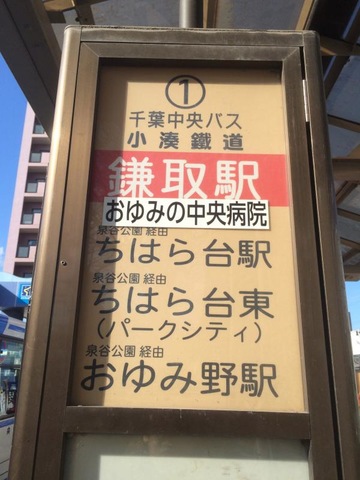 ①
千葉中央バス
小湊鐵道
鎌取駅
おゆみの中央病院
泉谷公園 経由
ちはら台駅
泉谷公園 経由
ちはら台東
(パークシティ)
泉谷公園 経由
おゆみ野駅